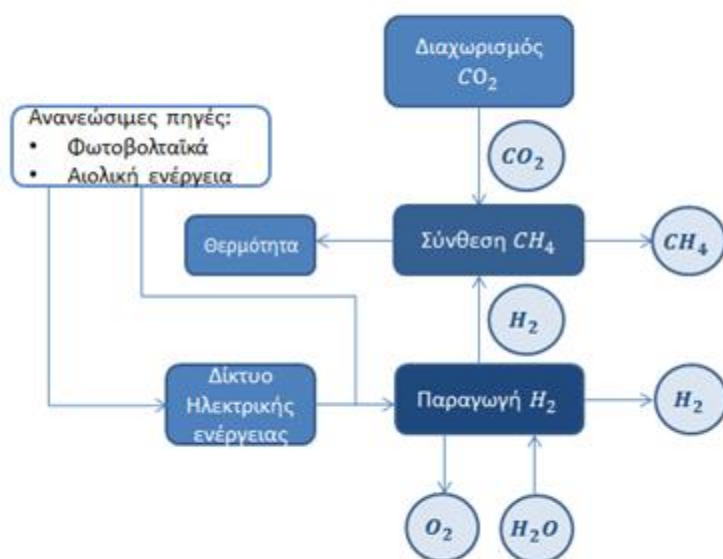 Διαχωρισμός
CO₂
Ανανεώσιμες πηγές:
• Φωτοβολταϊκά
• Αιολική ενέργεια
CO₂
Θερμότητα
Σύνθεση CH₄
CH₄
H₂
Δίκτυο
Ηλεκτρικής
ενέργειας
Παραγωγή H₂
H₂
O₂
H₂O